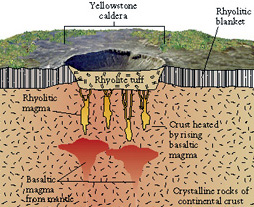 Yellowstone
caldera
Rhyolitic
blanket
Rhyolite tuff
Rhyolitic
magma
Crust heated
by rising
basaltic
magma
Basaltic
magma
from mantle
Crystalline rocks of
continental crust